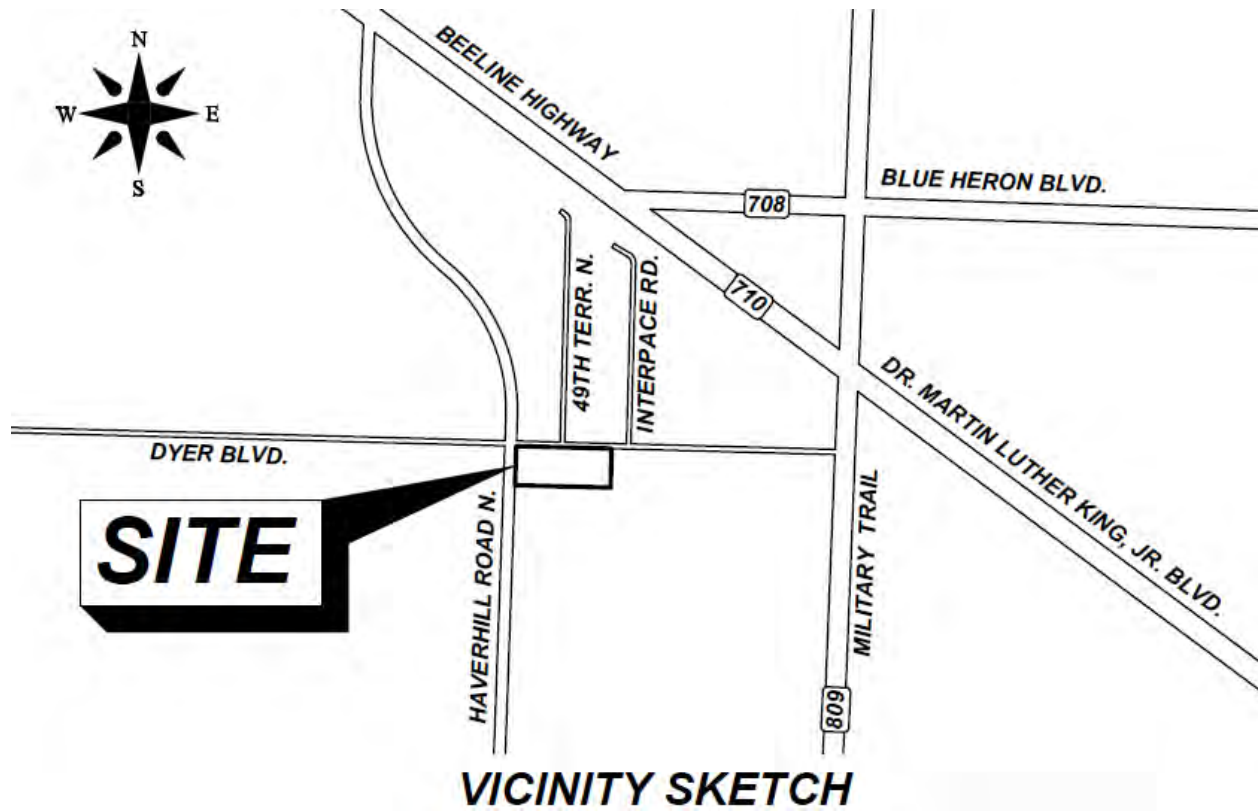 N
W
E
S
BEELINE HIGHWAY
BLUE HERON BLVD.
708
49TH TERR. N.
INTERPACE RD.
710
DR. MARTIN LUTHER KING, JR. BLVD.
DYER BLVD.
SITE
HAVERHILL ROAD N.
MILITARY TRAIL
809
VICINITY SKETCH